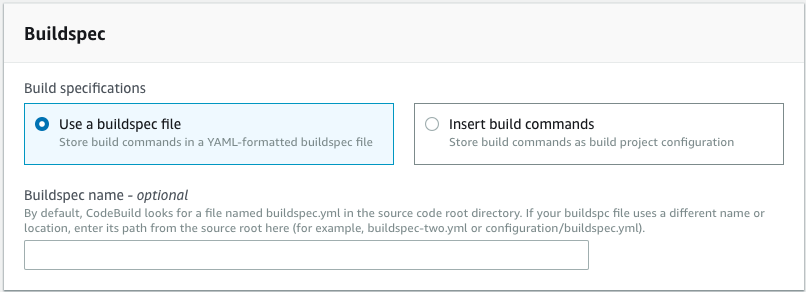 Buildspec
Build specifications
Use a buildspec file
Store build commands in a YAML-formatted buildspec file
Insert build commands
Store build commands as build project configuration
Buildspec name - optional
By default, CodeBuild looks for a file named buildspec.yml in the source code root directory. If your buildspc file uses a different name or
location, enter its path from the source root here (for example, buildspec-two.yml or configuration/buildspec.yml).